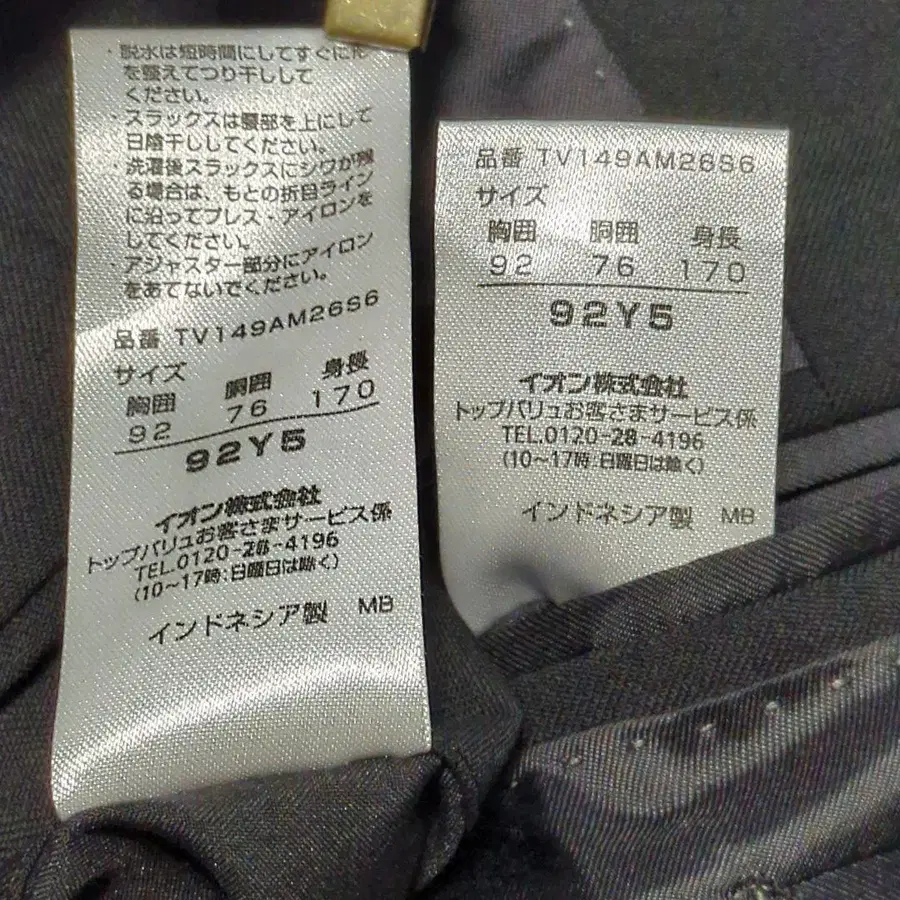 ・脱水は短時間にしてすぐに形
を整えてつり干しして
ください。
・スラックスは腰部を上にして
日陰干ししてください。
・洗濯後スラックスにシワが残
る場合は、もとの折目ライン
に沿ってプレス・アイロンを
してください。
・アジャスター部分にアイロン
をあてないでください。
品番 TV149AM26S6
サイズ
胸囲 胴囲 身長
92 76 170
92Y5
イオン株式会社
トップバリュお客さまサービス係
TEL.0120-28-4196
(10～17時:日曜日は除く)
インドネシア製 MB
品番 TV149AM26S6
サイズ
胸囲 胴囲 身長
92 76 170
92Y5
イオン株式会社
トップバリュお客さまサービス係
TEL.0120-28-4196
(10～17時:日曜日は除く)
インドネシア製 MB